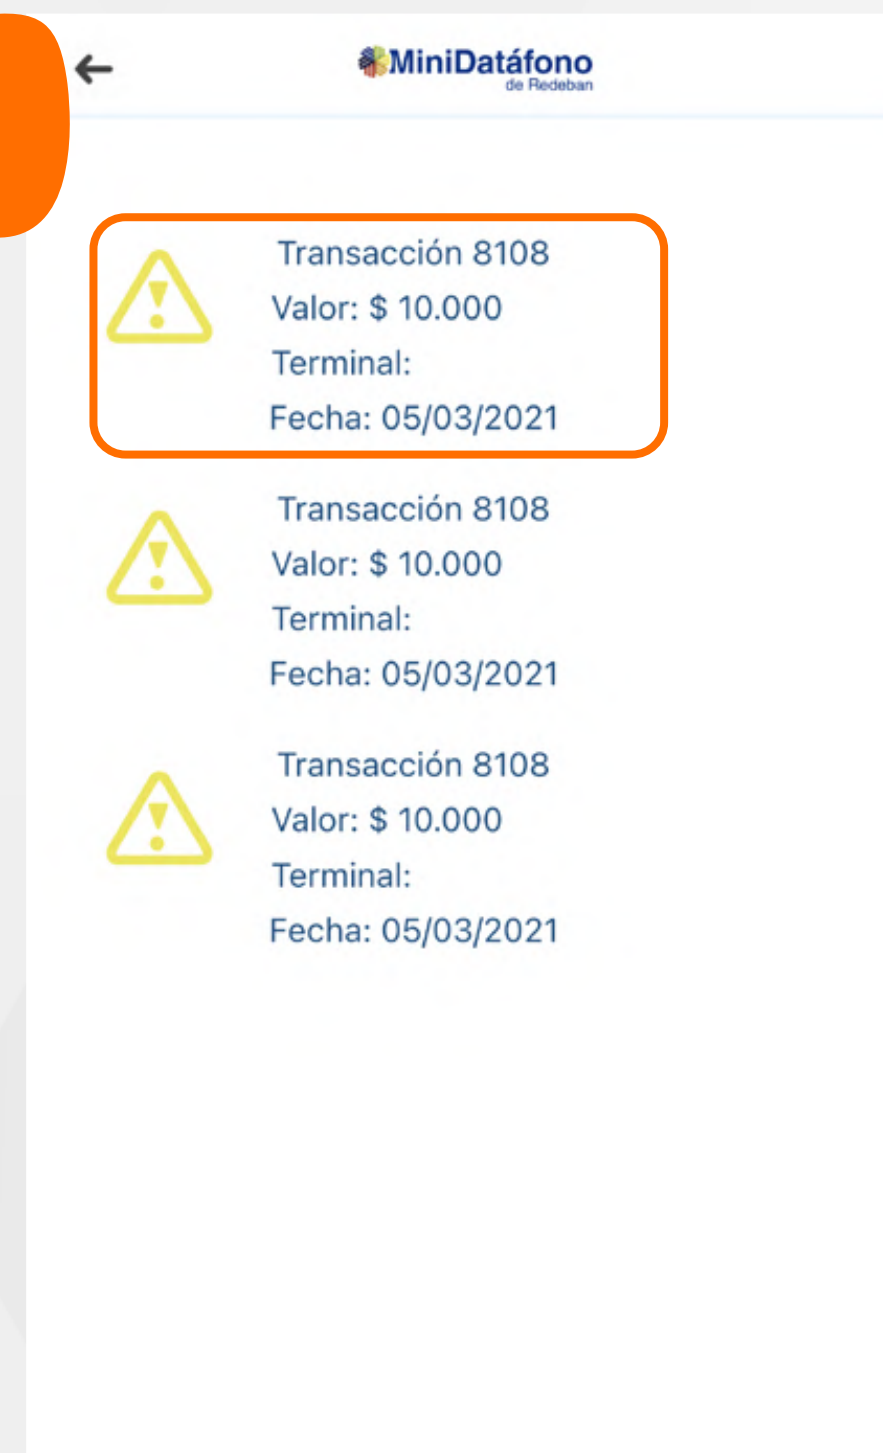 MiniDatáfono
de Redeban
Transacción 8108
Valor: $ 10.000
Terminal:
Fecha: 05/03/2021
Transacción 8108
Valor: $ 10.000
Terminal:
Fecha: 05/03/2021
Transacción 8108
Valor: $ 10.000
Terminal:
Fecha: 05/03/2021